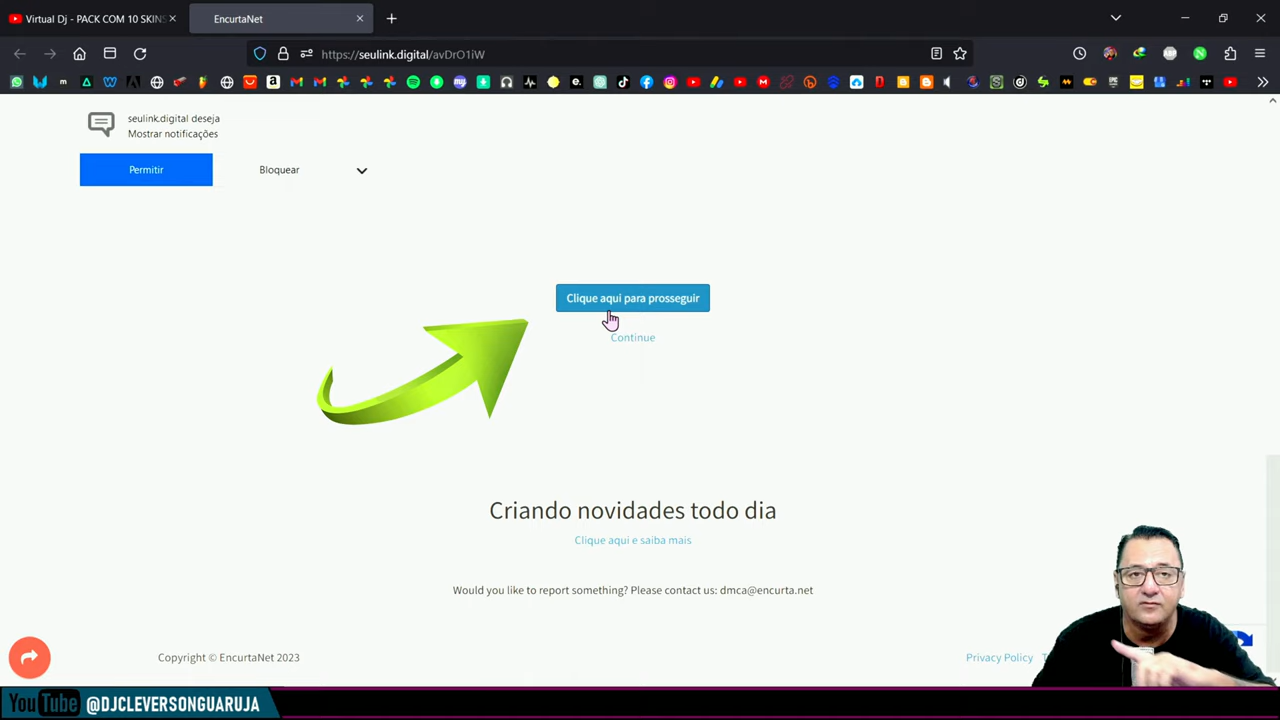 Virtual Dj - PACK COM 10 SKINS
EncurtaNet
https://seulink.digital/avDrO1iW
seulink.digital deseja
Mostrar notificações
Permitir
Bloquear
Clique aqui para prosseguir
Continue
Criando novidades todo dia
Clique aqui e saiba mais
Would you like to report something? Please contact us: dmca@encurta.net
Copyright © EncurtaNet 2023
Privacy Policy
YouTube @DJCLEVERSONGUARUJA